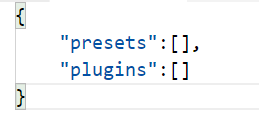 {
    "presets":[],
    "plugins":[]
}